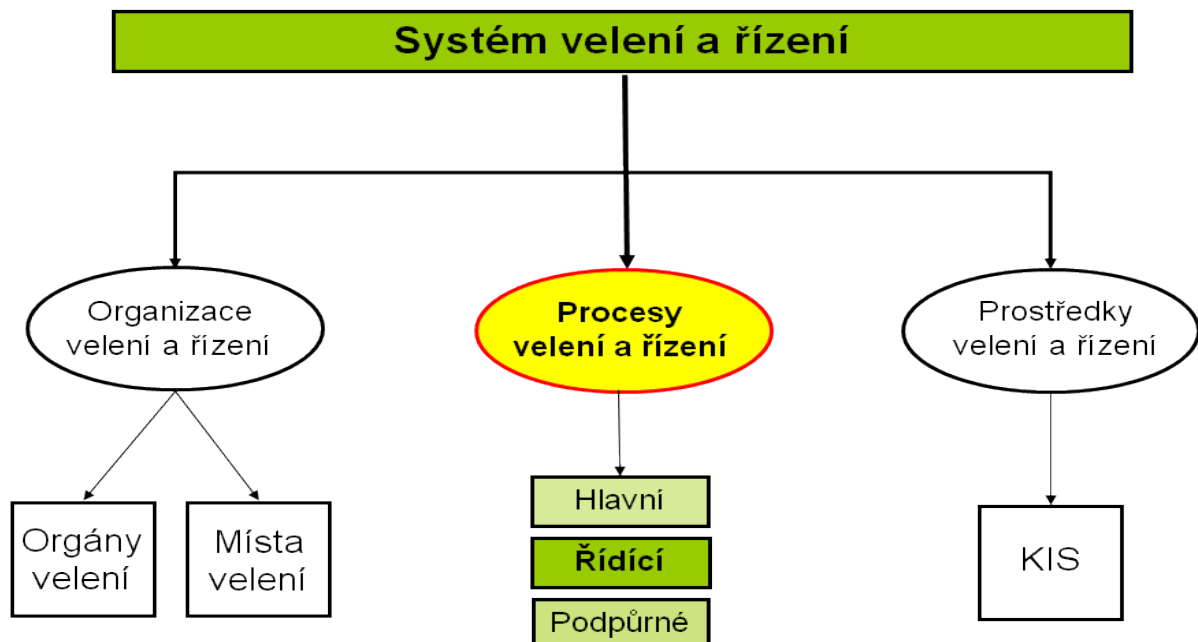 Systém velení a řízení
Organizace
velení a řízení
Procesy
velení a řízení
Prostředky
velení a řízení
Orgány
velení
Místa
velení
Hlavní
Řídící
Podpůrné
KIS